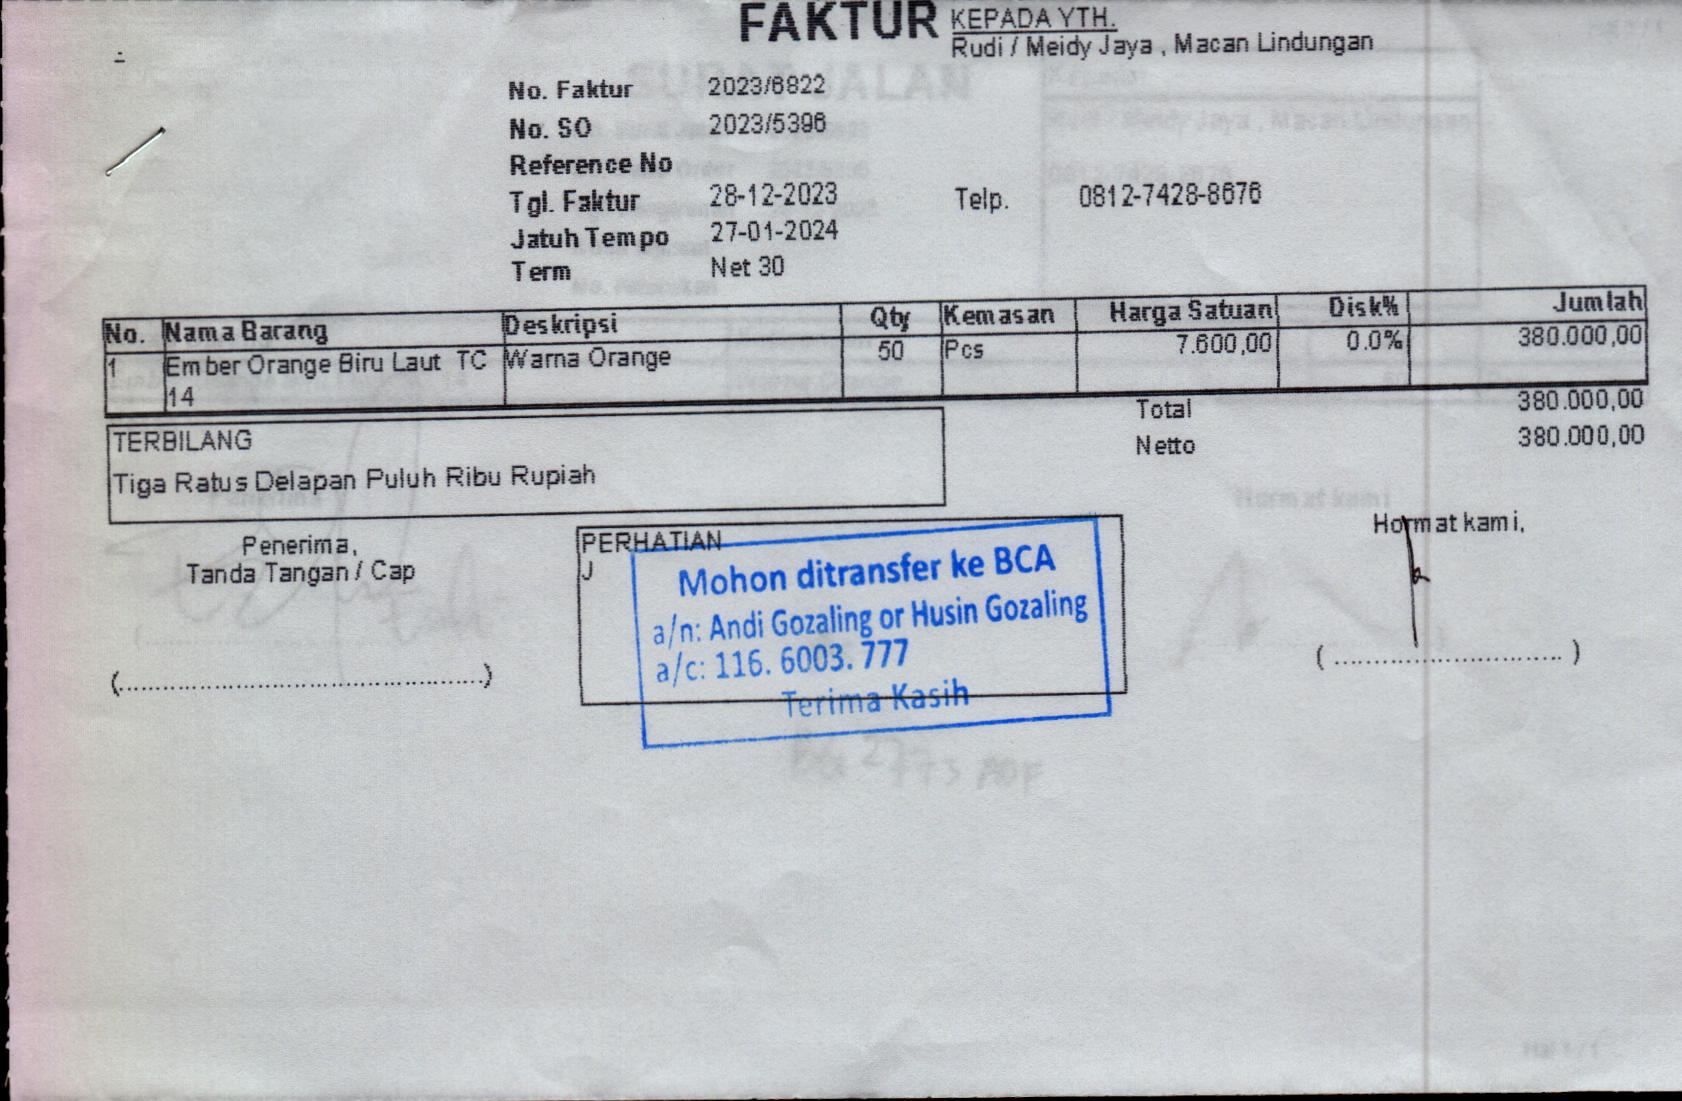 FAKTUR
KEPADA YTH.
Rudi / Meidy Jaya , Macan Lindungan
No. Faktur 2023/6822
No. SO 2023/5396
Reference No
Tgl. Faktur 28-12-2023 Telp. 0812-7428-8676
Jatuh Tempo 27-01-2024
Term Net 30
No. Nama Barang Deskripsi Qty Kemasan Harga Satuan Disk% Jumlah
1 Ember Orange Biru Laut TC Warna Orange 50 Pcs 7.600,00 0.0% 380.000,00
14
Total 380.000,00
Netto 380.000,00
TERBILANG
Tiga Ratus Delapan Puluh Ribu Rupiah
Penerima,
Tanda Tangan / Cap
(..................................................)
PERHATIAN
J
Mohon ditransfer ke BCA
a/n: Andi Gozaling or Husin Gozaling
a/c: 116. 6003. 777
Terima Kasih
Hormat kami,
( ................................ )